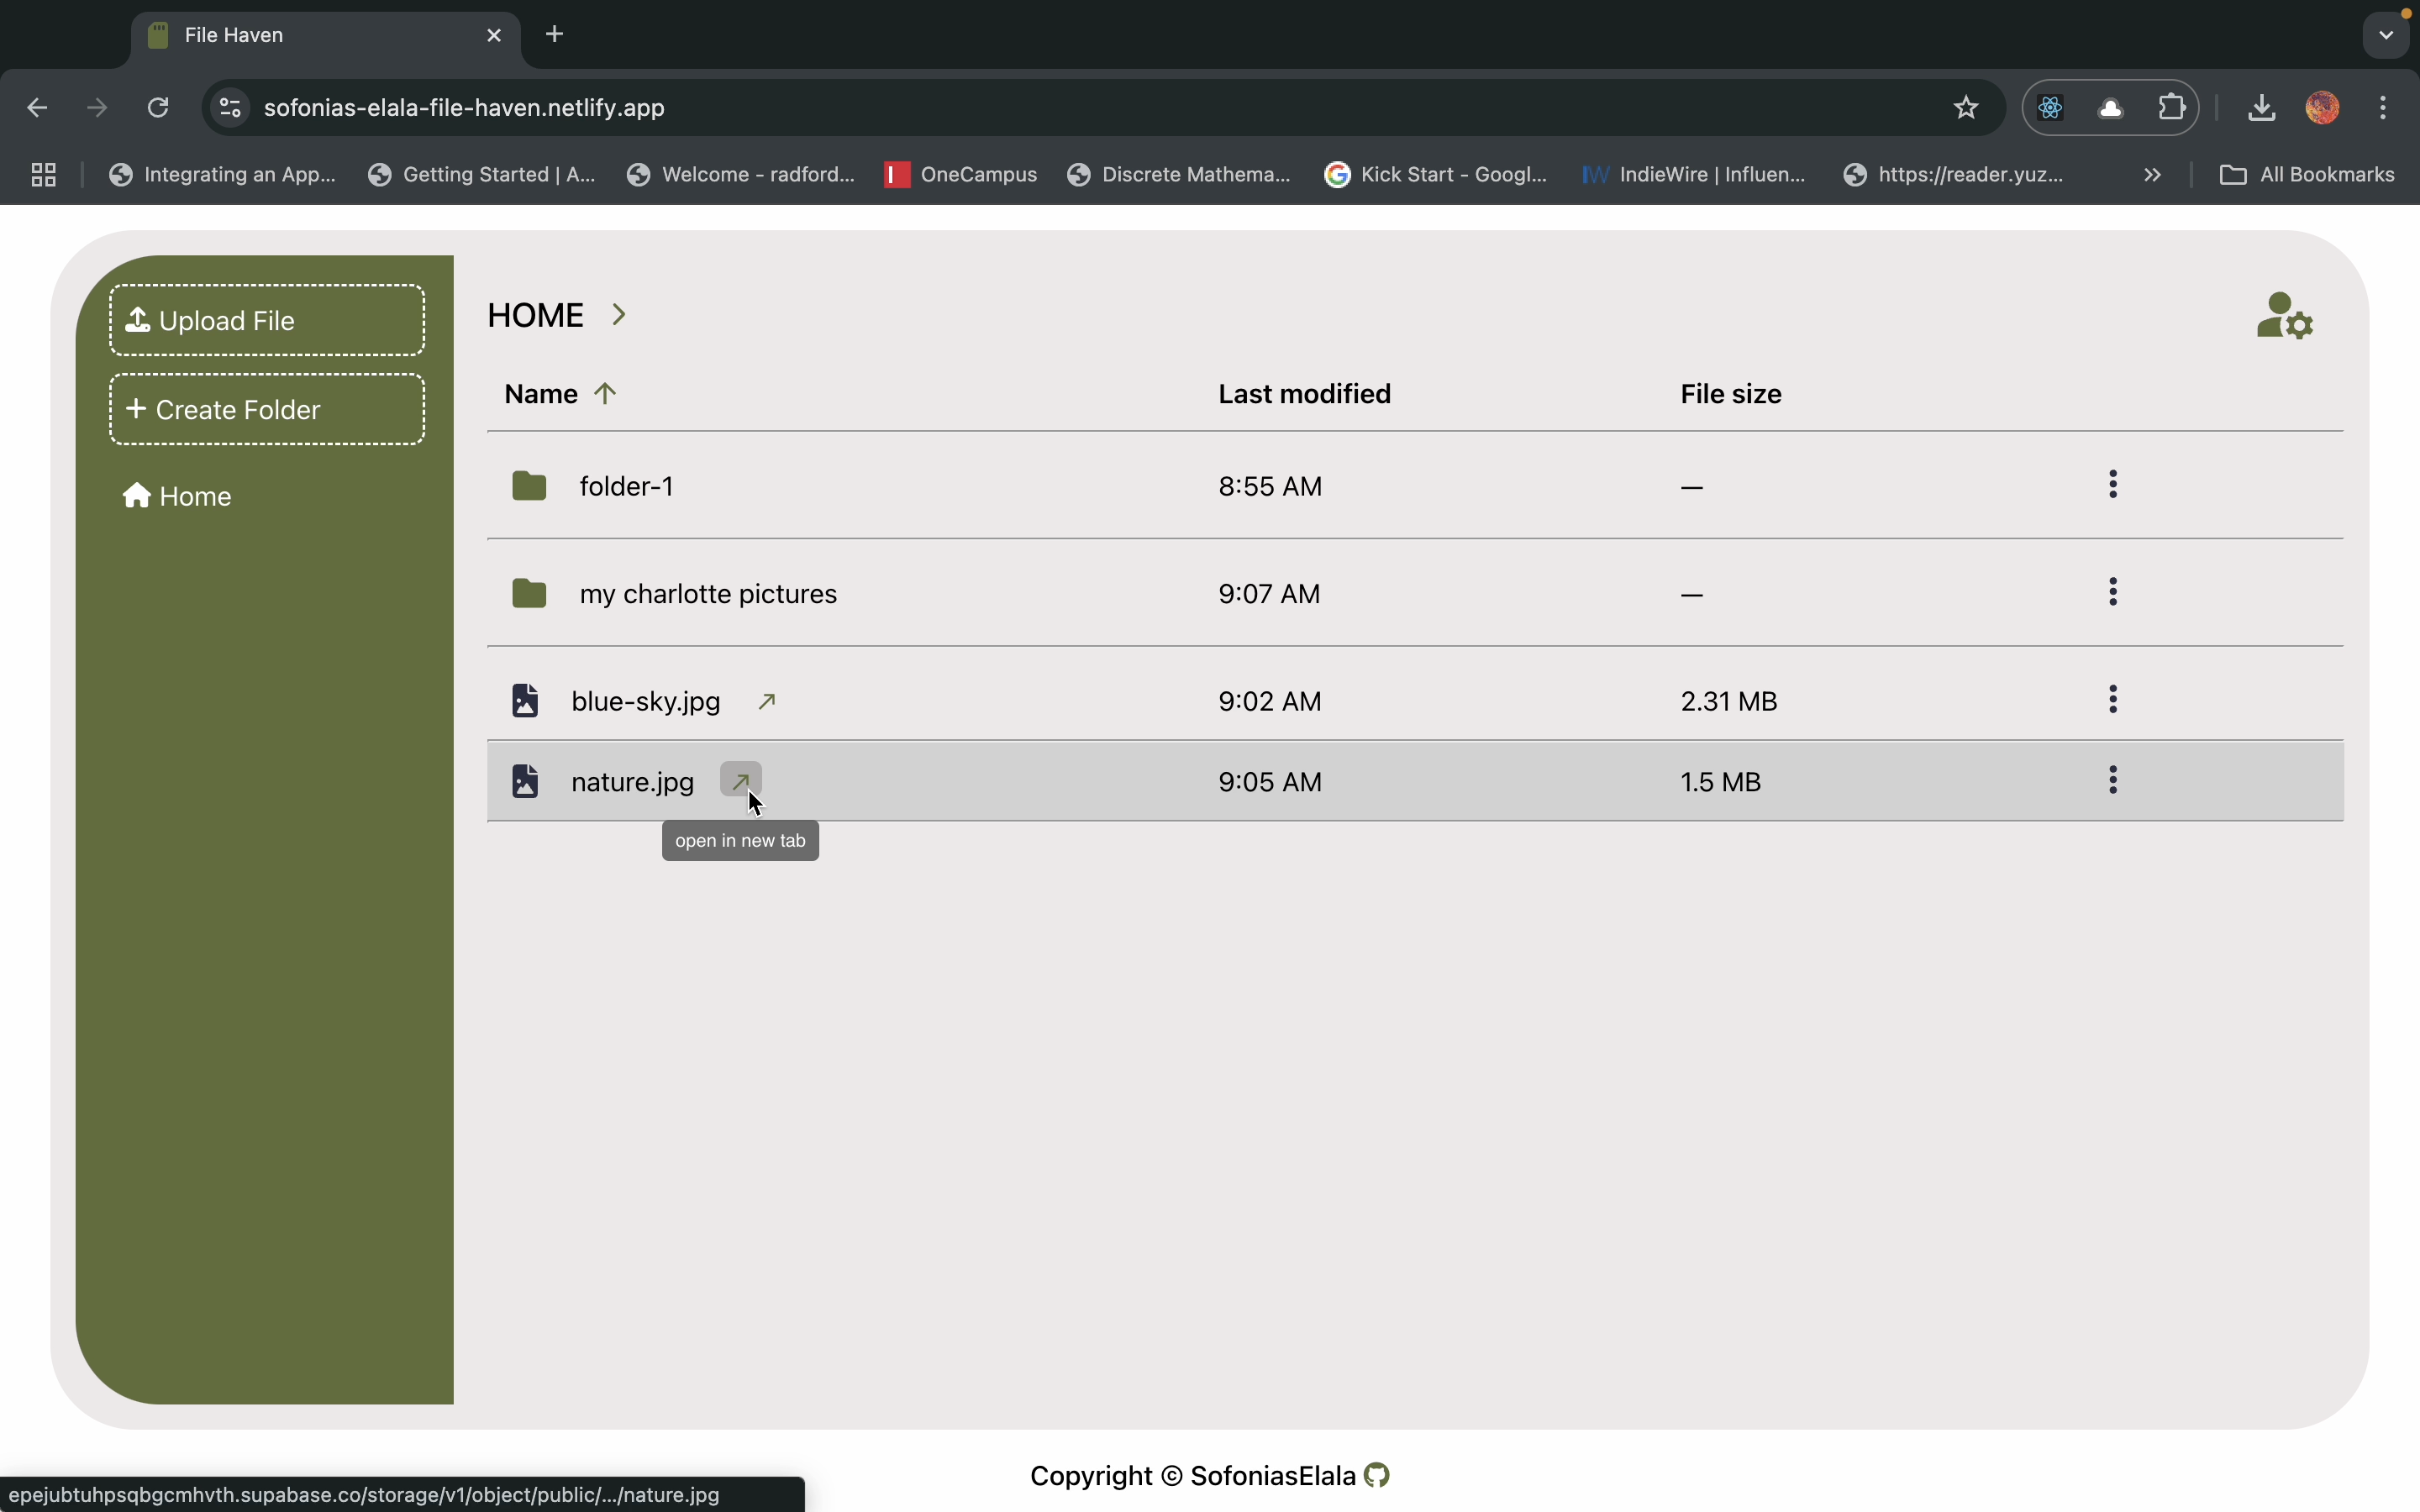 File Haven
sofonias-elala-file-haven.netlify.app
Integrating an App... Getting Started | A... Welcome - radford... OneCampus Discrete Mathema... Kick Start - Googl... IndieWire | Influen... https://reader.yuz... All Bookmarks
Upload File
Create Folder
Home
HOME
Name Last modified File size
folder-1 8:55 AM —
my charlotte pictures 9:07 AM —
blue-sky.jpg 9:02 AM 2.31 MB
nature.jpg 9:05 AM 1.5 MB
open in new tab
Copyright © SofoniasElala
epejubtuhpsqbgcmhvth.supabase.co/storage/v1/object/public/.../nature.jpg